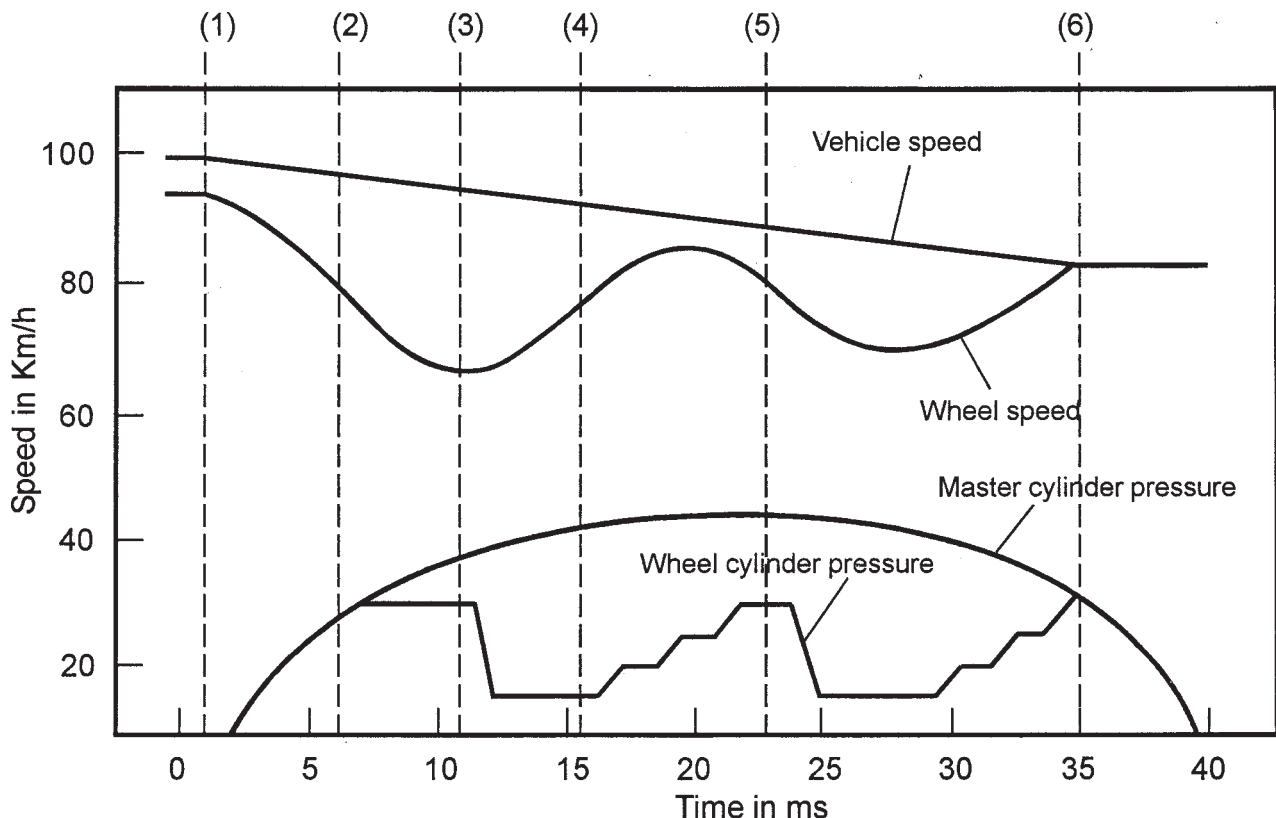 (1) (2) (3) (4) (5) (6)
100
80
60
40
20
Speed in Km/h
Vehicle speed
Wheel speed
Master cylinder pressure
Wheel cylinder pressure
0 5 10 15 20 25 30 35 40
Time in ms